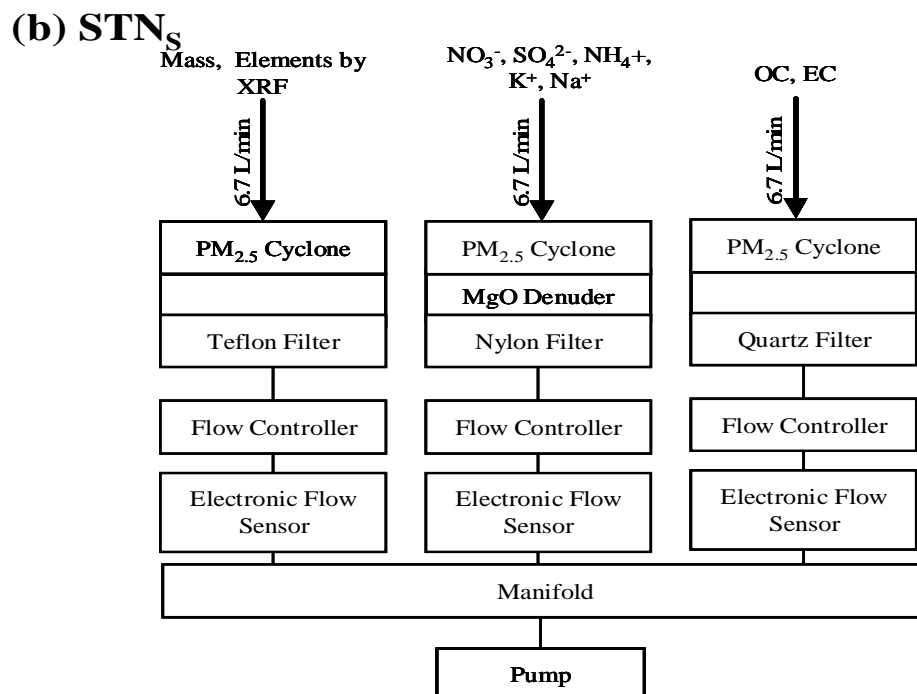 (b) STNS
Mass, Elements by
XRF
NO₃⁻, SO₄²⁻, NH₄+,
K⁺, Na⁺
OC, EC
6.7 L/min
6.7 L/min
6.7 L/min
PM₂.₅ Cyclone
PM₂.₅ Cyclone
PM₂.₅ Cyclone
MgO Denuder
Teflon Filter
Nylon Filter
Quartz Filter
Flow Controller
Flow Controller
Flow Controller
Electronic Flow
Sensor
Electronic Flow
Sensor
Electronic Flow
Sensor
Manifold
Pump